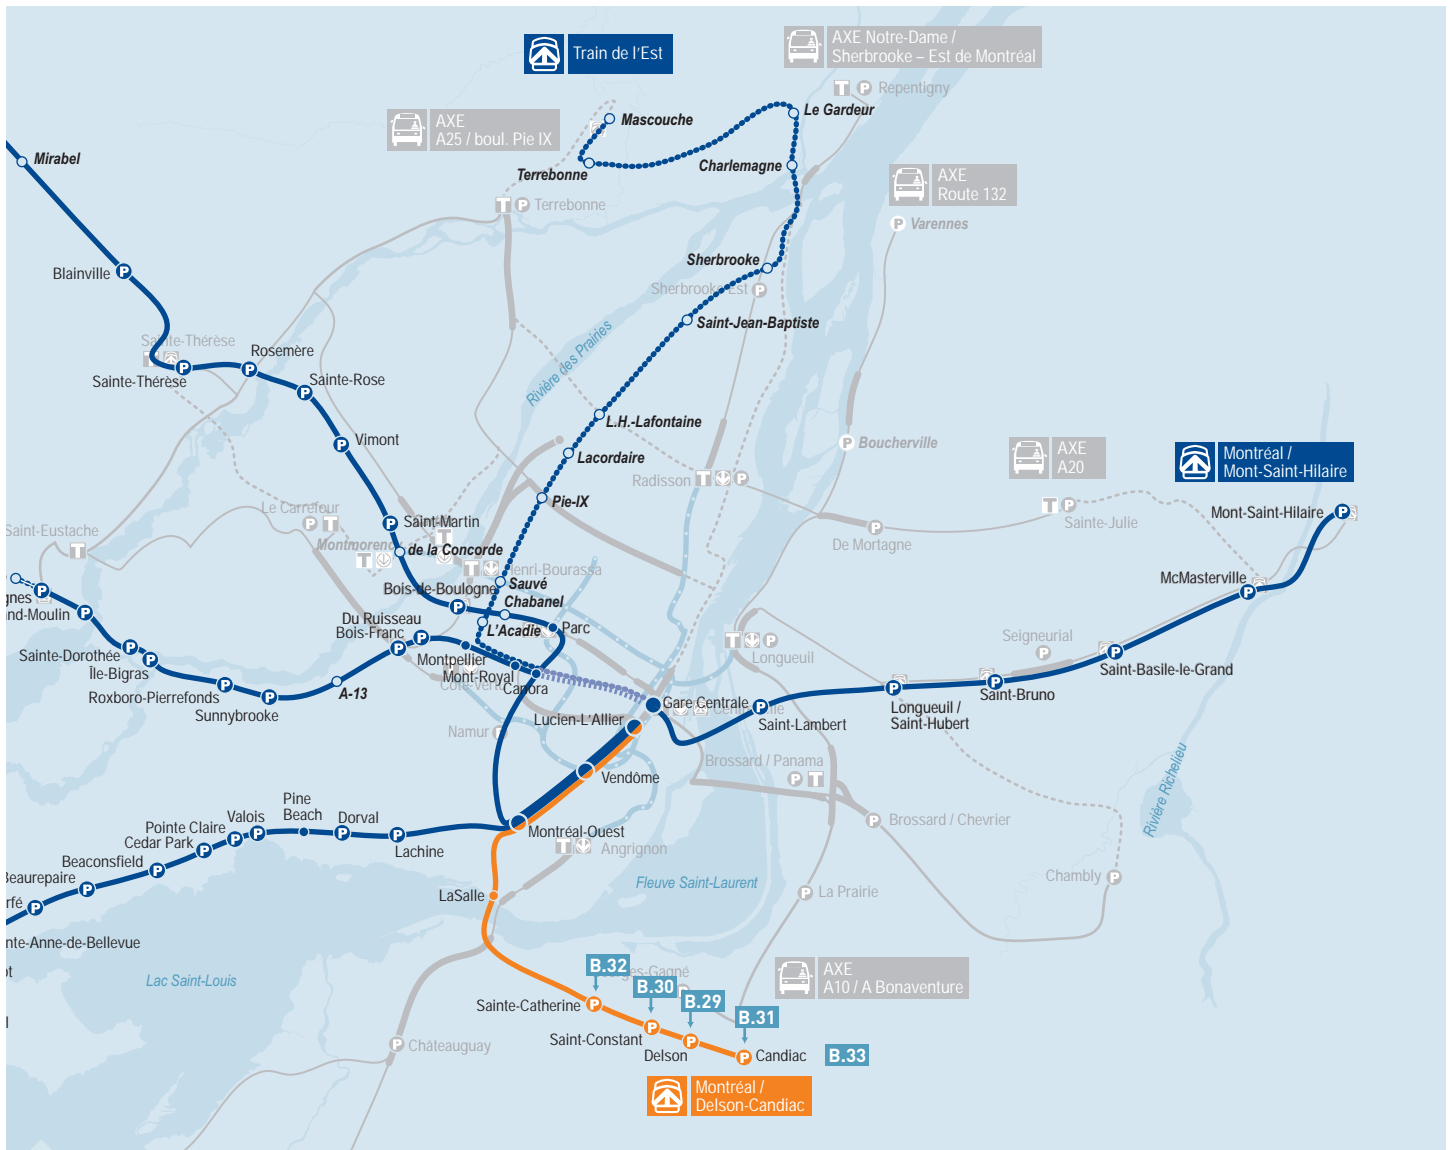 AXE Notre-Dame /
Sherbrooke – Est de Montréal
Train de l'Est
Repentigny
Mascouche
Le Gardeur
AXE
A25 / boul. Pie IX
Mirabel
Terrebonne
Charlemagne
AXE
Route 132
Terrebonne
Varennes
Sherbrooke
Blainville
Saint-Jean-Baptiste
Sainte-Thérèse
Rosemère
Sainte-Thérèse
Sainte-Rose
Rivière des Prairies
L.H.-Lafontaine
Vimont
Boucherville
AXE
A20
Montréal /
Mont-Saint-Hilaire
Lacordaire
Radisson
Pie-IX
Le Carrefour
Mont-Saint-Hilaire
Saint-Eustache
Saint-Martin
Sainte-Julie
De Mortagne
de la Concorde
Henri-Bourassa
Sauvé
McMasterville
Bois-de-Boulogne
Chabanel
Du Ruisseau
Bois-Franc
L'Acadie
Parc
Seigneurial
Longueuil
Sainte-Dorothée
Île-Bigras
Montpellier
Mont-Royal
Canora
Saint-Basile-le-Grand
Roxboro-Pierrefonds
A-13
Sunnybrooke
Gare Centrale
Saint-Bruno
Longueuil /
Saint-Hubert
Lucien-L'Allier
Saint-Lambert
Namur
Brossard / Panama
Vendôme
Rivière Richelieu
Pine
Beach
Valois
Dorval
Pointe Claire
Cedar Park
Montréal-Ouest
Brossard / Chevrier
Lachine
Angrignon
Beaconsfield
Beaurepaire
Fleuve Saint-Laurent
Chambly
LaSalle
La Prairie
rfé
nte-Anne-de-Bellevue
ot
Lac Saint-Louis
B.32
B.30
B.29
B.31
AXE
A10 / A Bonaventure
Sainte-Catherine
Saint-Constant
Delson
Candiac
B.33
Châteauguay
Montréal /
Delson-Candiac